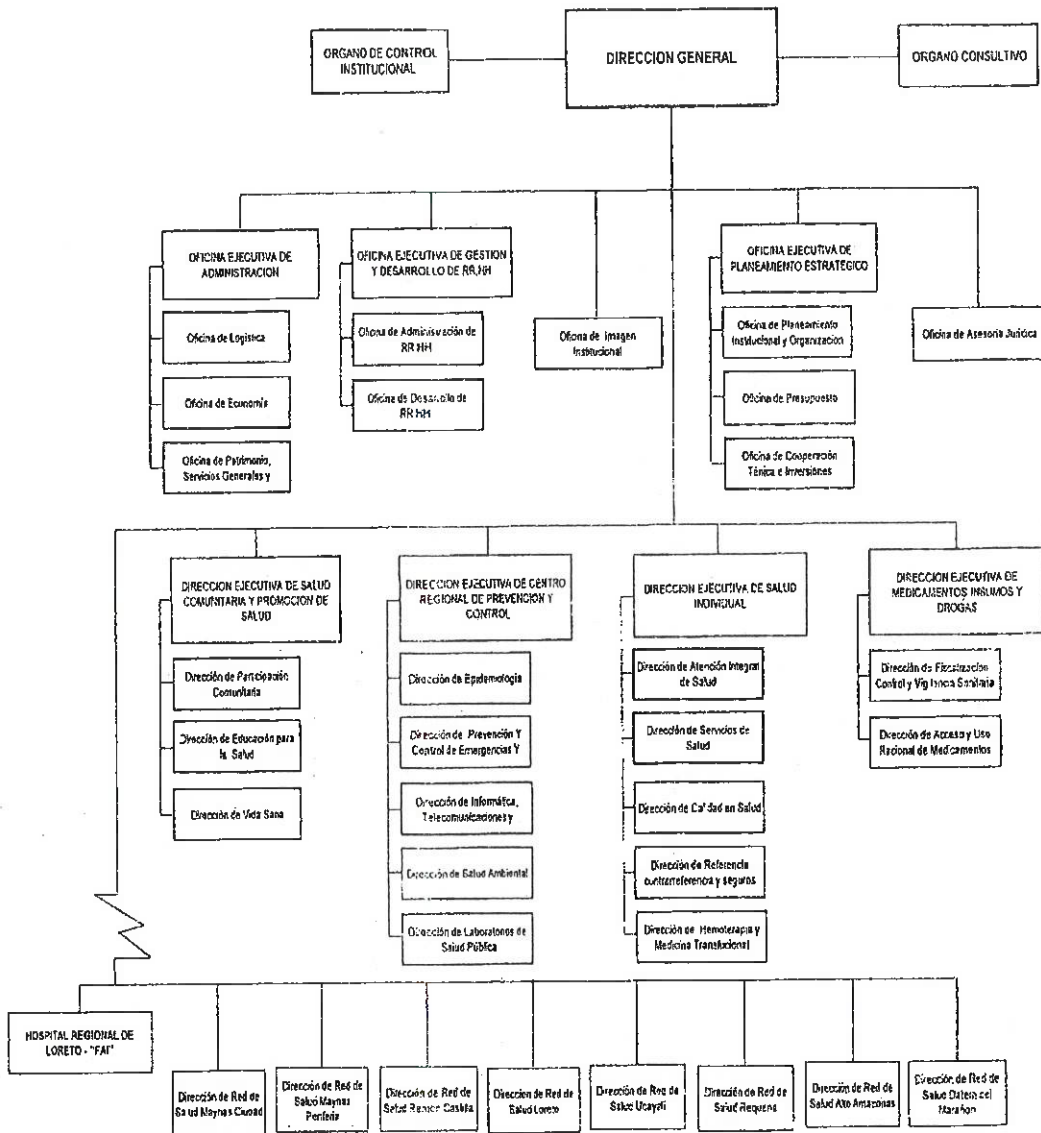 ORGANO DE CONTROL
INSTITUCIONAL
DIRECCION GENERAL
ORGANO CONSULTIVO
OFICINA EJECUTIVA DE
ADMINISTRACION
Oficina de Logística
Oficina de Economía
Oficina de Patrimonio,
Servicios Generales y
OFICINA EJECUTIVA DE GESTION
Y DESARROLLO DE RR.HH
Oficina de Administración de
RR HH
Oficina de Desarrollo de
RR HH
Oficina de Imagen
Institucional
OFICINA EJECUTIVA DE
PLANEAMIENTO ESTRATEGICO
Oficina de Planeamiento
Institucional y Organización
Oficina de Presupuesto
Oficina de Cooperación
Ténica e Inversiones
Oficina de Asesoria Jurídica
DIRECCION EJECUTIVA DE SALUD
COMUNITARIA Y PROMOCION DE
SALUD
Dirección de Participación
Comunitaria
Dirección de Educación para
la Salud
Dirección de Vida Sana
DIRECCION EJECUTIVA DE CENTRO
REGIONAL DE PREVENCION Y
CONTROL
Dirección de Epidemiología
Dirección de Prevención Y
Control de Emergencias Y
Dirección de Informática,
Telecomunicaciones y
Dirección de Salud Ambiental
Dirección de Laboratorios de
Salud Pública
DIRECCION EJECUTIVA DE SALUD
INDIVIDUAL
Dirección de Atención Integral
de Salud
Dirección de Servicios de
Salud
Dirección de Calidad en Salud
Dirección de Referencia
contrarreferencia y seguros
Dirección de Hemoterapia y
Medicina Transfucional
DIRECCION EJECUTIVA DE
MEDICAMENTOS INSUMOS Y
DROGAS
Dirección de Fiscalización
Control y Vigilancia Sanitaria
Dirección de Acceso y Uso
Racional de Medicamentos
HOSPITAL REGIONAL DE
LORETO - "FAI"
Dirección de Red de
Salud Maynas Ciudad
Dirección de Red de
Salud Maynas
Periferia
Dirección de Red de
Salud Ramon Castilla
Dirección de Red de
Salud Loreto
Dirección de Red de
Salud Ucayali
Dirección de Red de
Salud Requena
Dirección de Red de
Salud Alto Amazonas
Dirección de Red de
Salud Datem del
Marañon